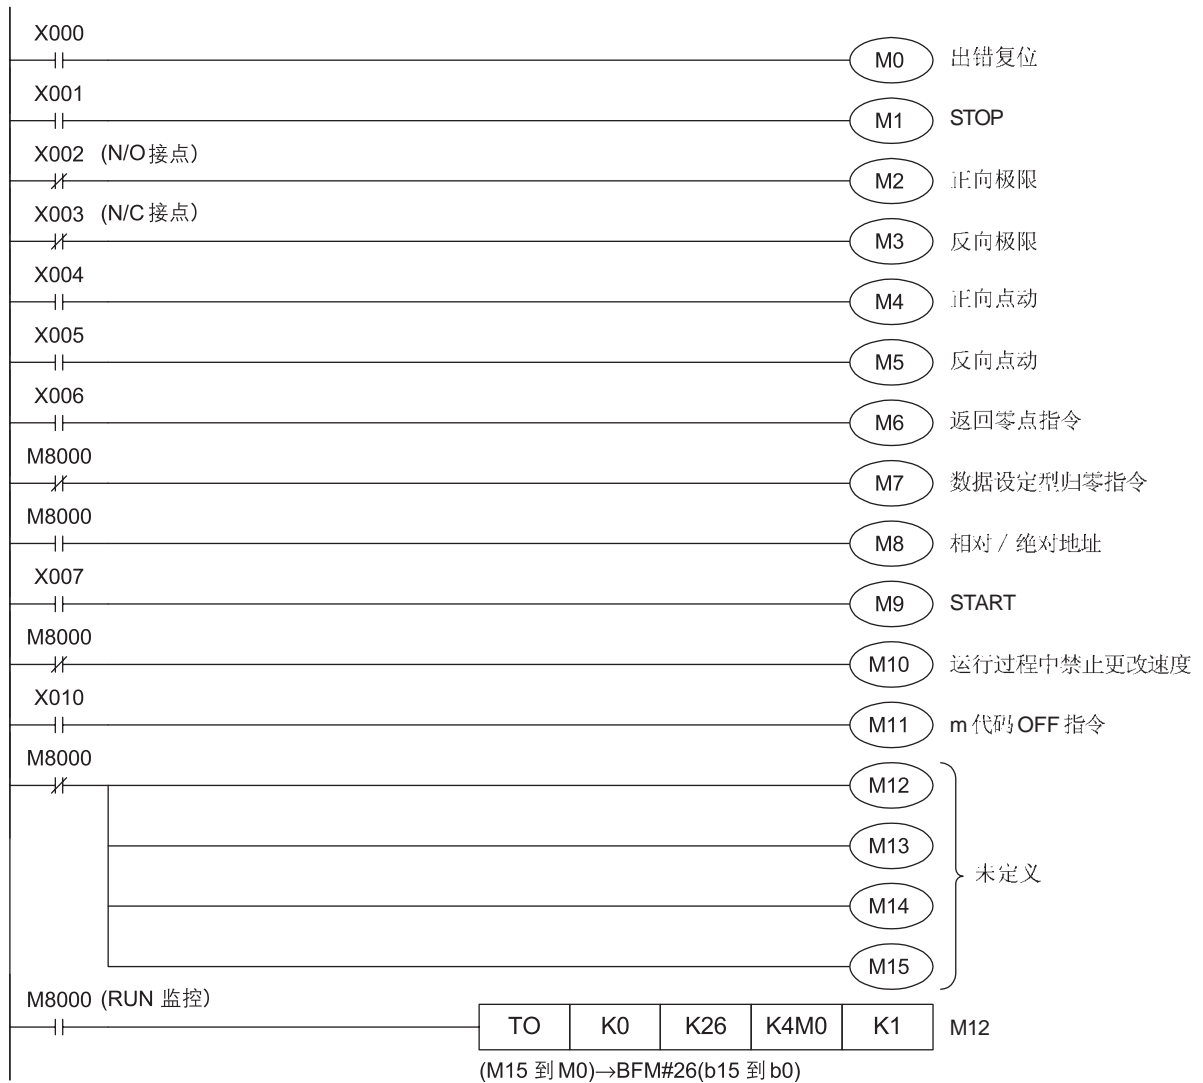 X000
M0 出错复位
X001
M1 STOP
X002 (N/O接点)
M2 正向极限
X003 (N/C接点)
M3 反向极限
X004
M4 正向点动
X005
M5 反向点动
X006
M6 返回零点指令
M8000
M7 数据设定型归零指令
M8000
M8 相对 / 绝对地址
X007
M9 START
M8000
M10 运行过程中禁止更改速度
X010
M11 m代码OFF指令
M8000
M12
M13
未定义
M14
M15
M8000 (RUN 监控)
TO K0 K26 K4M0 K1 M12
(M15 到 M0)→BFM#26(b15 到 b0)